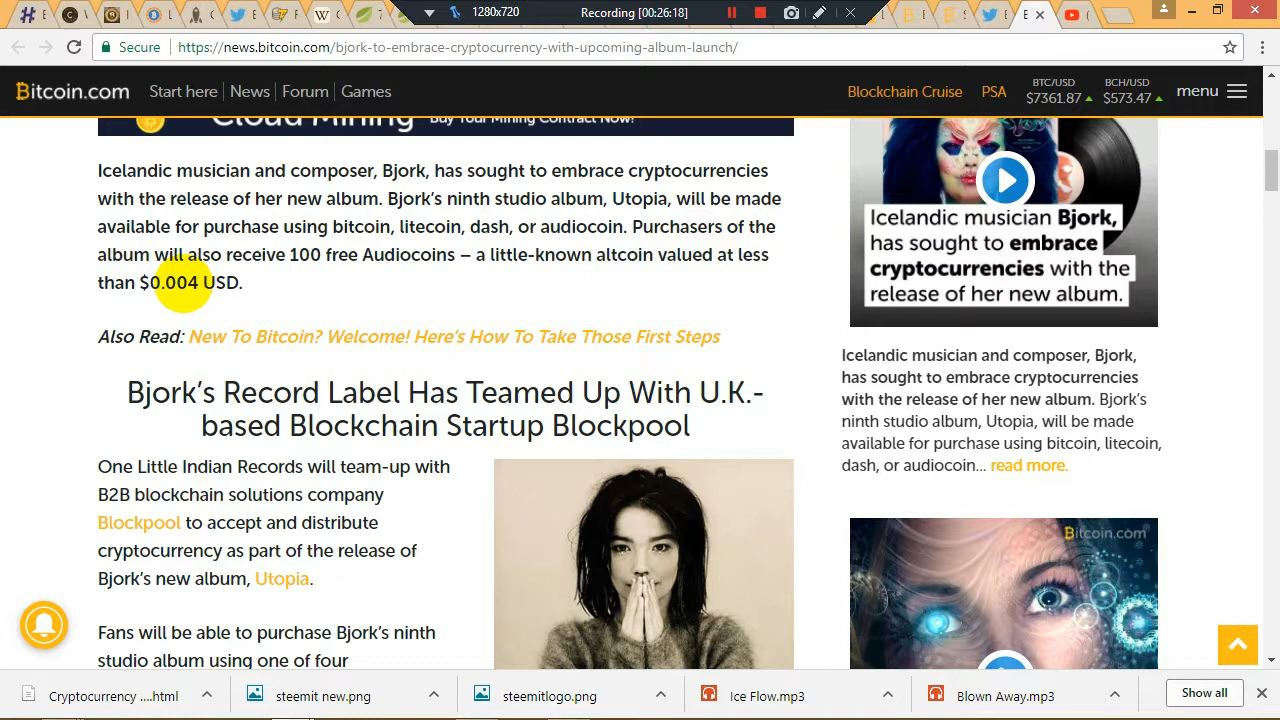 1280x720
Recording [00:26:18]
Secure
https://news.bitcoin.com/bjork-to-embrace-cryptocurrency-with-upcoming-album-launch/
Bitcoin.com
Start here
News
Forum
Games
Blockchain Cruise
PSA
BTC/USD
$7361.87
BCH/USD
$573.47
menu
Cloud Mining
Buy Your Mining Contract Now!
Icelandic musician and composer, Bjork, has sought to embrace cryptocurrencies
with the release of her new album. Bjork's ninth studio album, Utopia, will be made
available for purchase using bitcoin, litecoin, dash, or audiocoin. Purchasers of the
album will also receive 100 free Audiocoins – a little-known altcoin valued at less
than $0.004 USD.
Also Read: New To Bitcoin? Welcome! Here's How To Take Those First Steps
Bjork's Record Label Has Teamed Up With U.K.-
based Blockchain Startup Blockpool
One Little Indian Records will team-up with
B2B blockchain solutions company
Blockpool to accept and distribute
cryptocurrency as part of the release of
Bjork's new album, Utopia.
Fans will be able to purchase Bjork's ninth
studio album using one of four
Icelandic musician Bjork,
has sought to embrace
cryptocurrencies with the
release of her new album.
Icelandic musician and composer, Bjork,
has sought to embrace cryptocurrencies
with the release of her new album. Bjork's
ninth studio album, Utopia, will be made
available for purchase using bitcoin, litecoin,
dash, or audiocoin... read more.
Bitcoin.com
Cryptocurrency ....html
steemit new.png
steemitlogo.png
Ice Flow.mp3
Blown Away.mp3
Show all